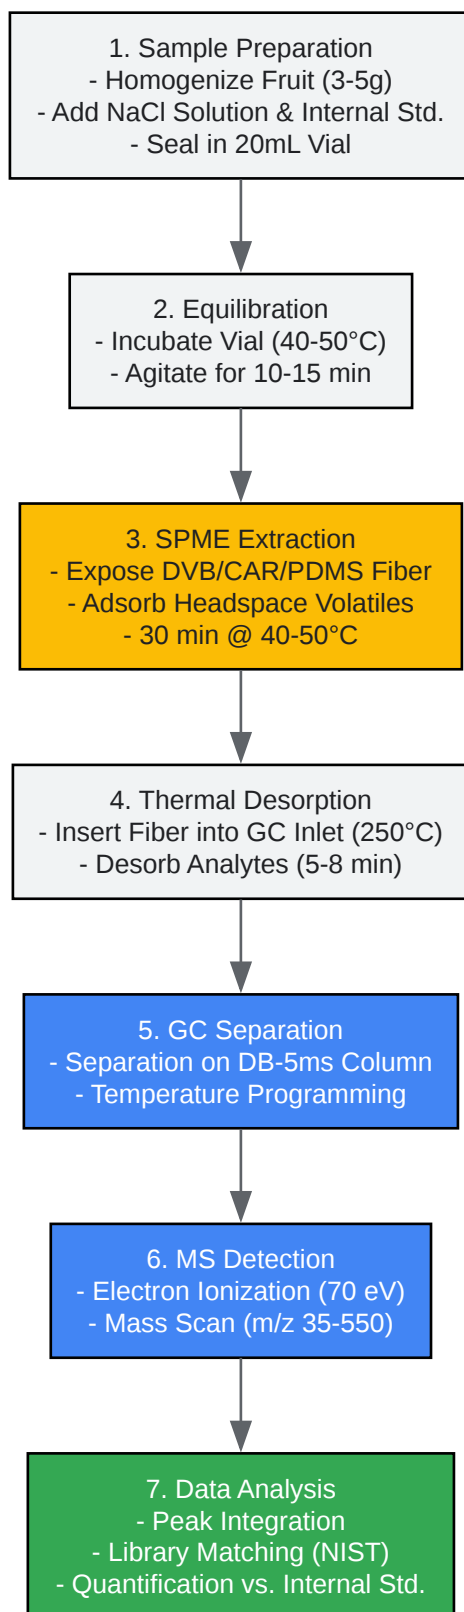 1. Sample Preparation
- Homogenize Fruit (3-5g)
- Add NaCl Solution & Internal Std.
- Seal in 20mL Vial
2. Equilibration
- Incubate Vial (40-50°C)
- Agitate for 10-15 min
3. SPME Extraction
- Expose DVB/CAR/PDMS Fiber
- Adsorb Headspace Volatiles
- 30 min @ 40-50°C
4. Thermal Desorption
- Insert Fiber into GC Inlet (250°C)
- Desorb Analytes (5-8 min)
5. GC Separation
- Separation on DB-5ms Column
- Temperature Programming
6. MS Detection
- Electron Ionization (70 eV)
- Mass Scan (m/z 35-550)
7. Data Analysis
- Peak Integration
- Library Matching (NIST)
- Quantification vs. Internal Std.